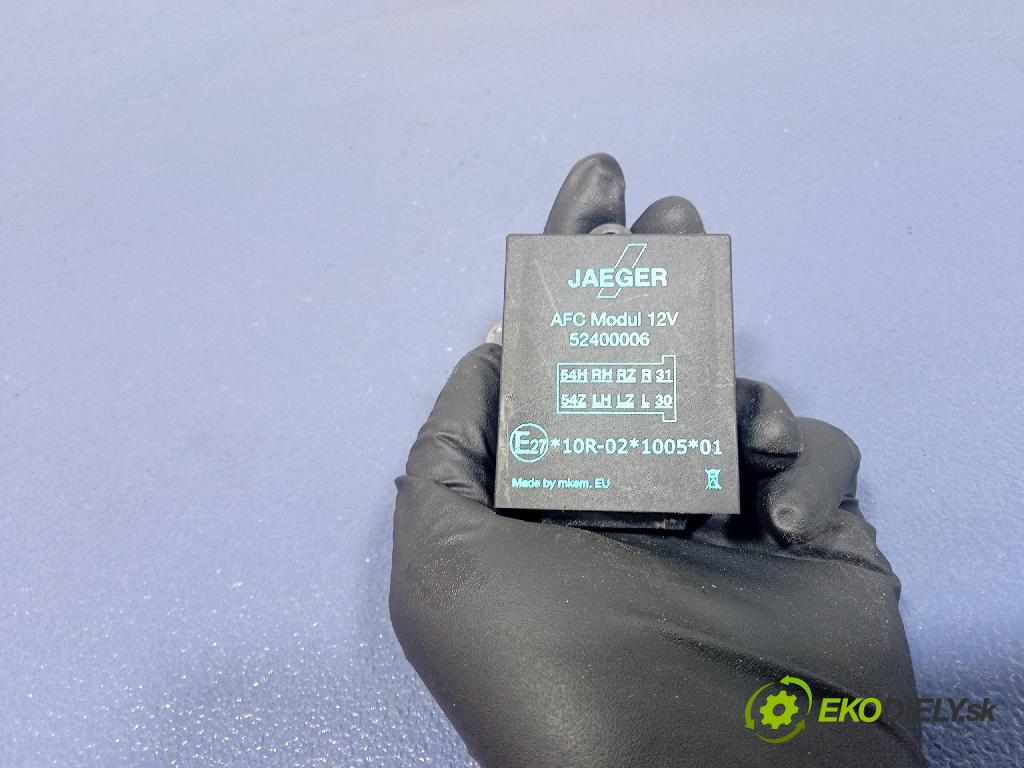 JAEGER
AFC Modul 12V
52400006
54H RH RZ R 31
54Z LH LZ L 30
E27*10R-02*1005*01
Made by mkem, EU
EKODIELY.sk